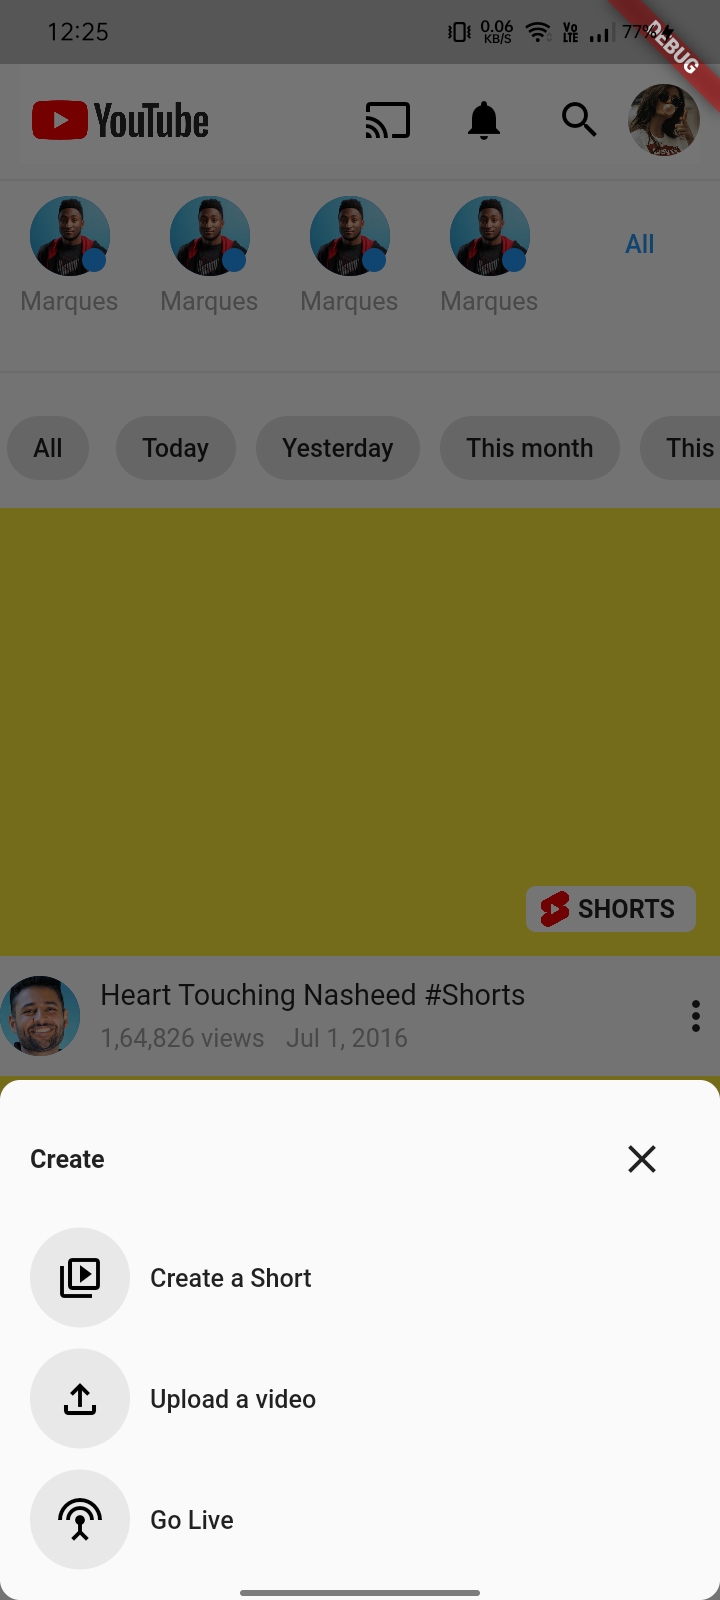 12:25 0.06 KB/S Vo LTE 77%
DEBUG
YouTube
Marques Marques Marques Marques All
All Today Yesterday This month This
SHORTS
Heart Touching Nasheed #Shorts
1,64,826 views Jul 1, 2016
Create
Create a Short
Upload a video
Go Live